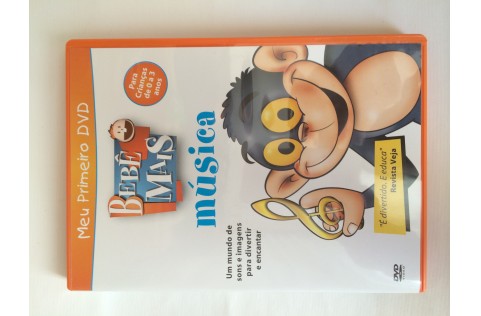 Meu Primeiro DVD
BEBÊ
MAIS
Para
Crianças
de 0 a 3
anos
música
Um mundo de
sons e imagens
para divertir
e encantar
"É divertido. E educa"
Revista Veja
DVD